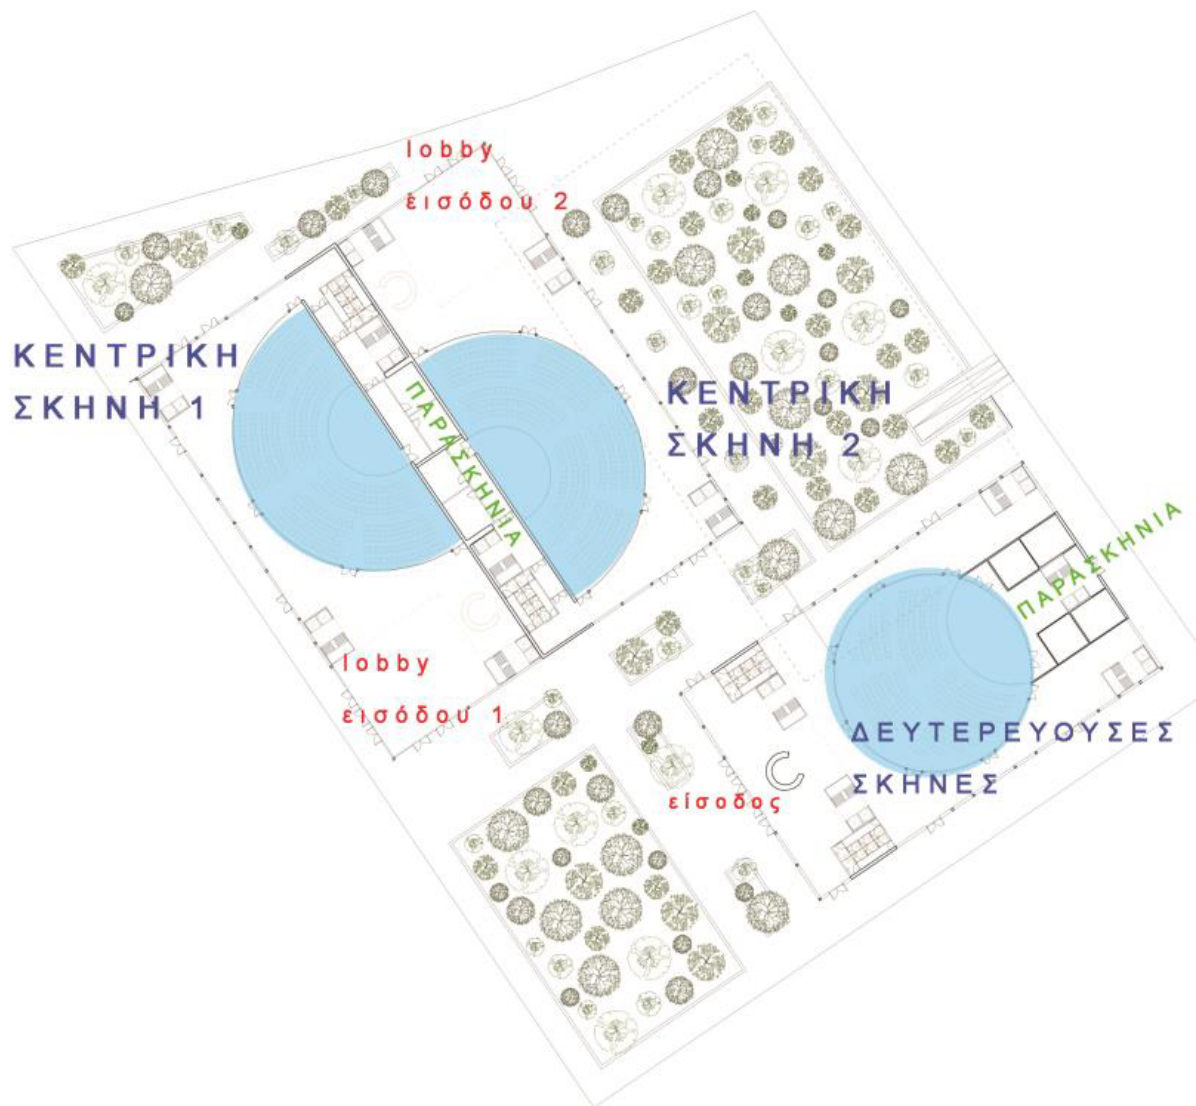 lobby
εισόδου 2
ΚΕΝΤΡΙΚΗ
ΣΚΗΝΗ 1
ΠΑΡΑΣΚΗΝΙΑ
ΚΕΝΤΡΙΚΗ
ΣΚΗΝΗ 2
ΠΑΡΑΣΚΗΝΙΑ
lobby
εισόδου 1
ΔΕΥΤΕΡΕΥΟΥΣΕΣ
ΣΚΗΝΕΣ
είσοδος